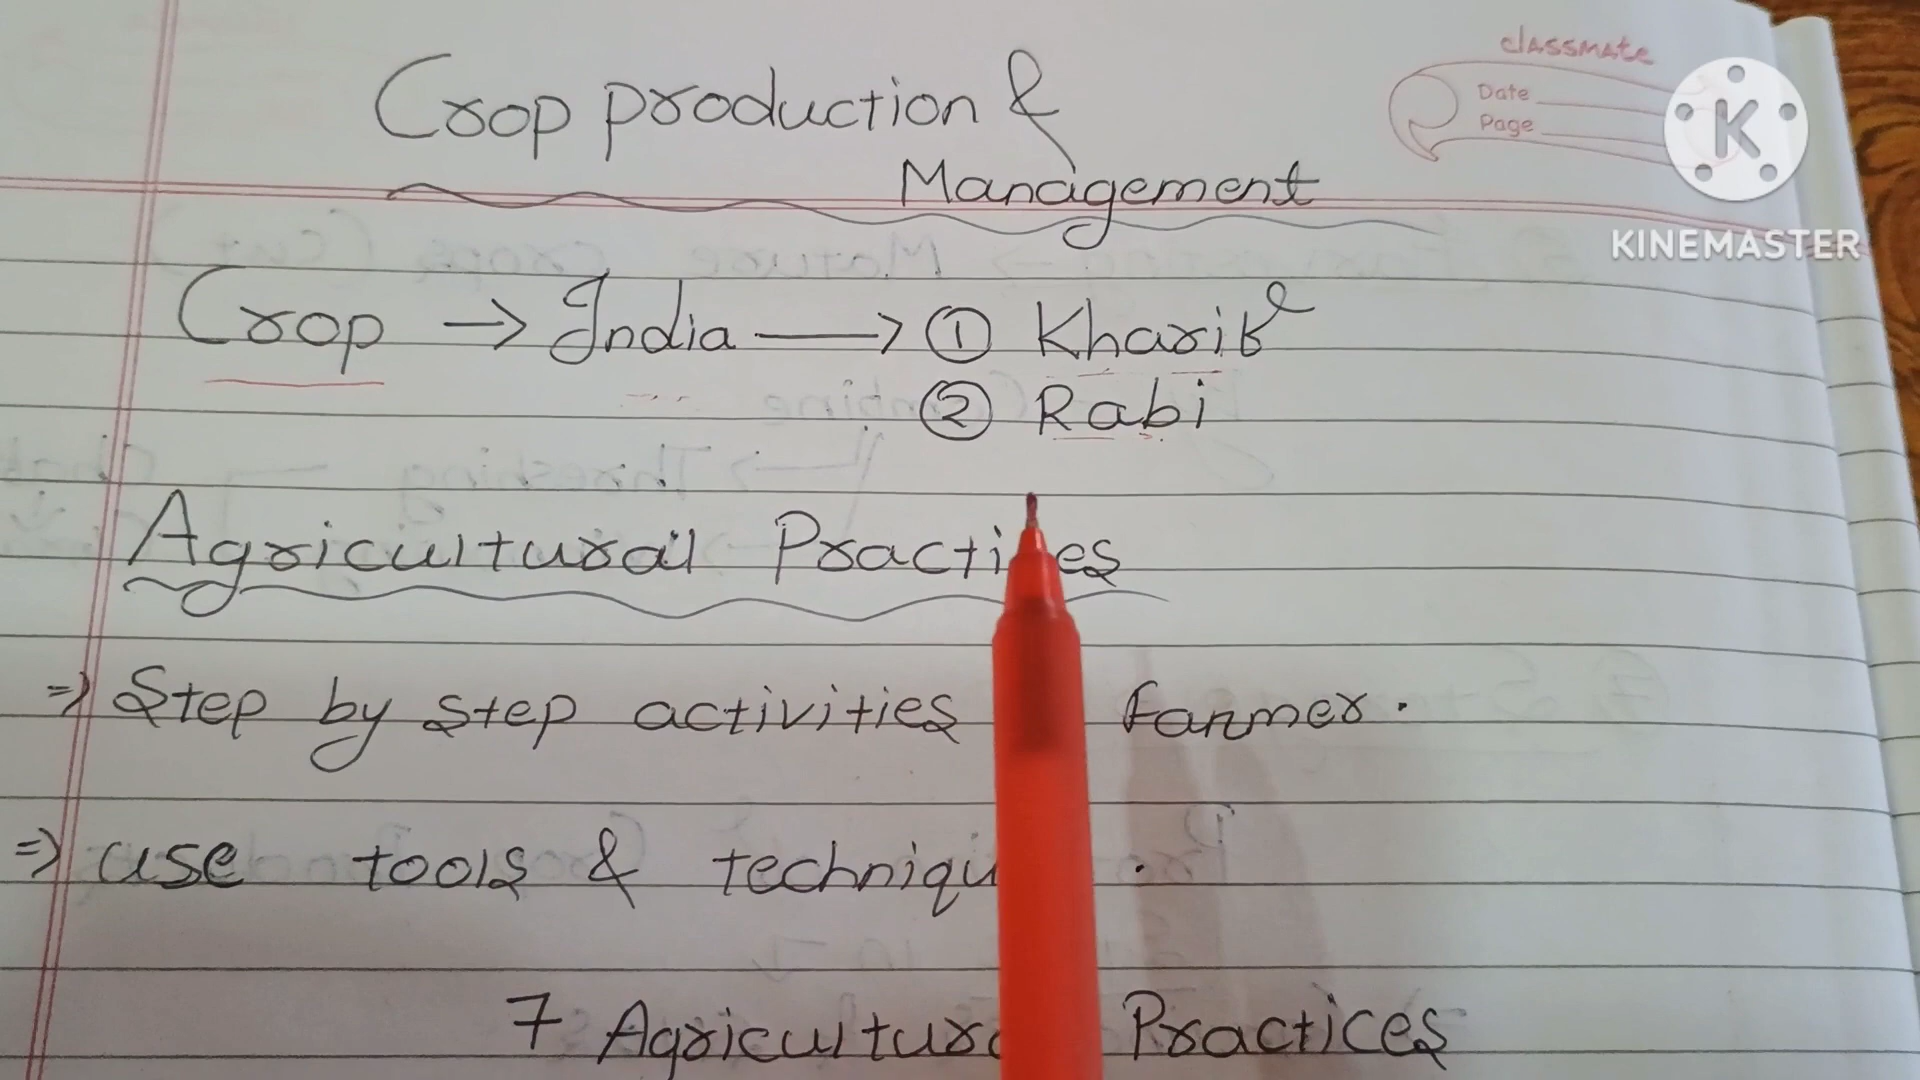 classmate
Date
Page
KINEMASTER
Crop production &
Management
Crop → India → ① Kharif
② Rabi
Agricultural Practices
⇒ Step by step activities Farmer.
⇒ use tools & techniqu .
7 Agricultura Practices